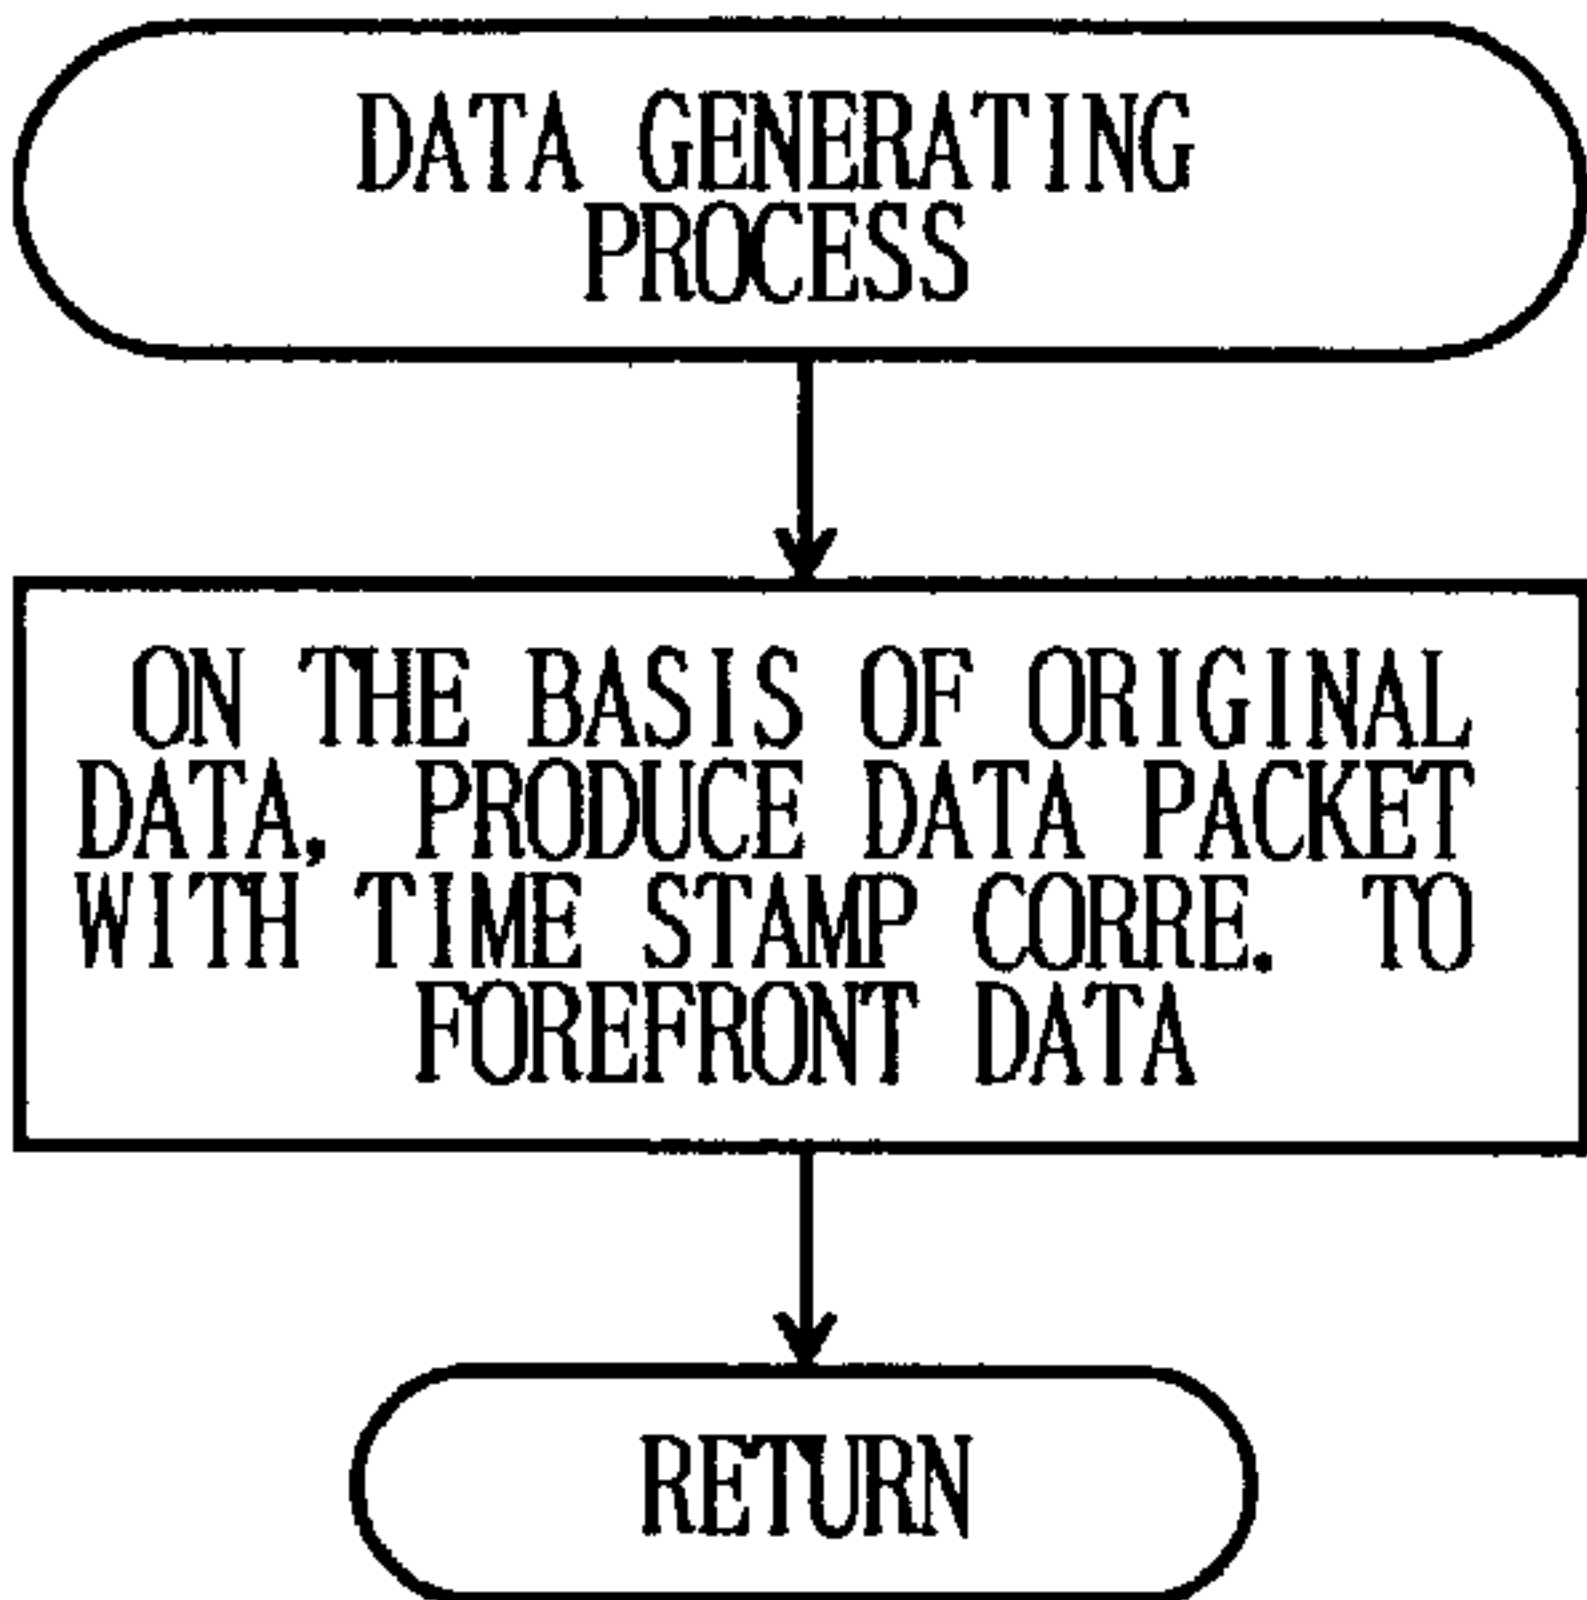 DATA GENERATING
PROCESS
ON THE BASIS OF ORIGINAL
DATA, PRODUCE DATA PACKET
WITH TIME STAMP CORRE. TO
FOREFRONT DATA
RETURN